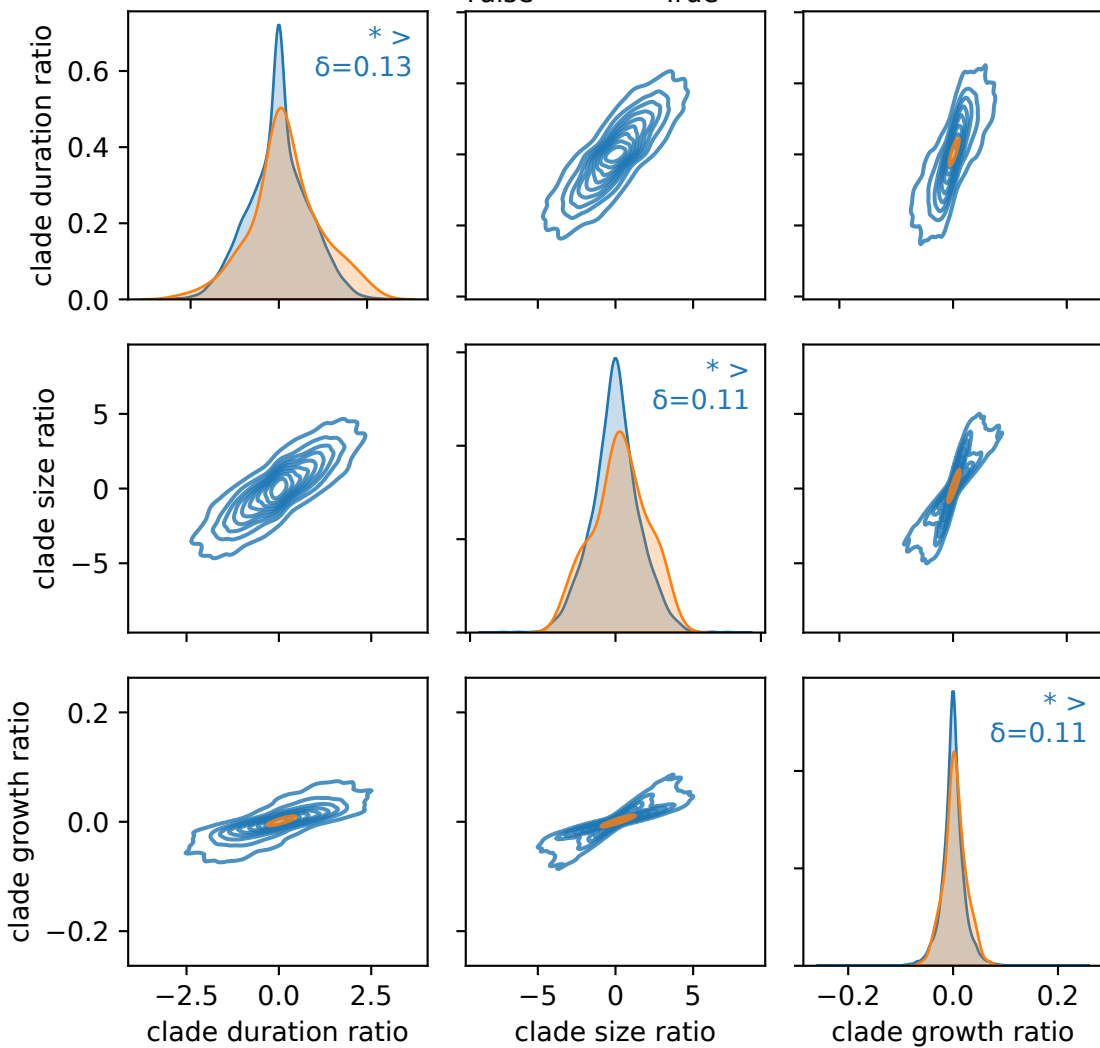 * >
δ=0.13
clade duration ratio
0.6
0.4
0.2
0.0
* >
δ=0.11
clade size ratio
5
0
−5
* >
δ=0.11
clade growth ratio
0.2
0.0
−0.2
−2.5 0.0 2.5 −5 0 5 −0.2 0.0 0.2
clade duration ratio clade size ratio clade growth ratio